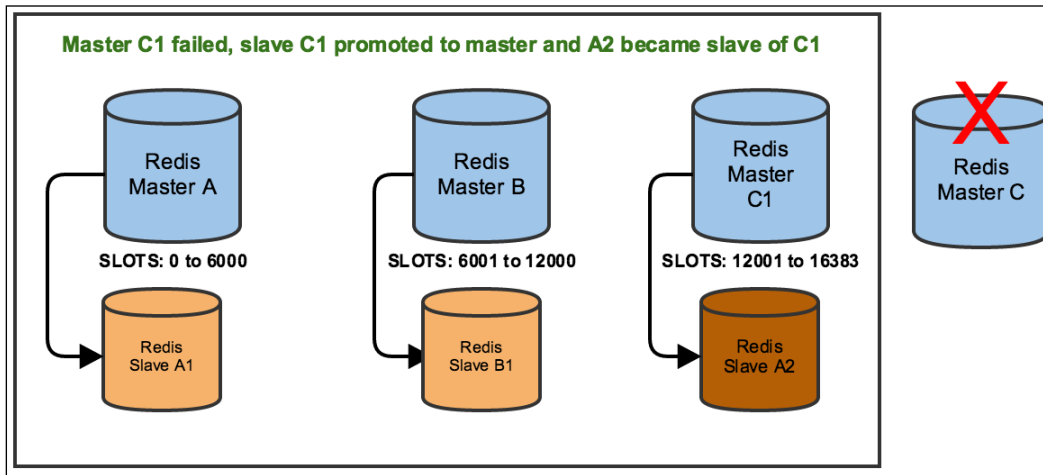 Master C1 failed, slave C1 promoted to master and A2 became slave of C1
Redis
Master A
Redis
Master B
Redis
Master
C1
X
Redis
Master C
SLOTS: 0 to 6000
SLOTS: 6001 to 12000
SLOTS: 12001 to 16383
Redis
Slave A1
Redis
Slave B1
Redis
Slave A2